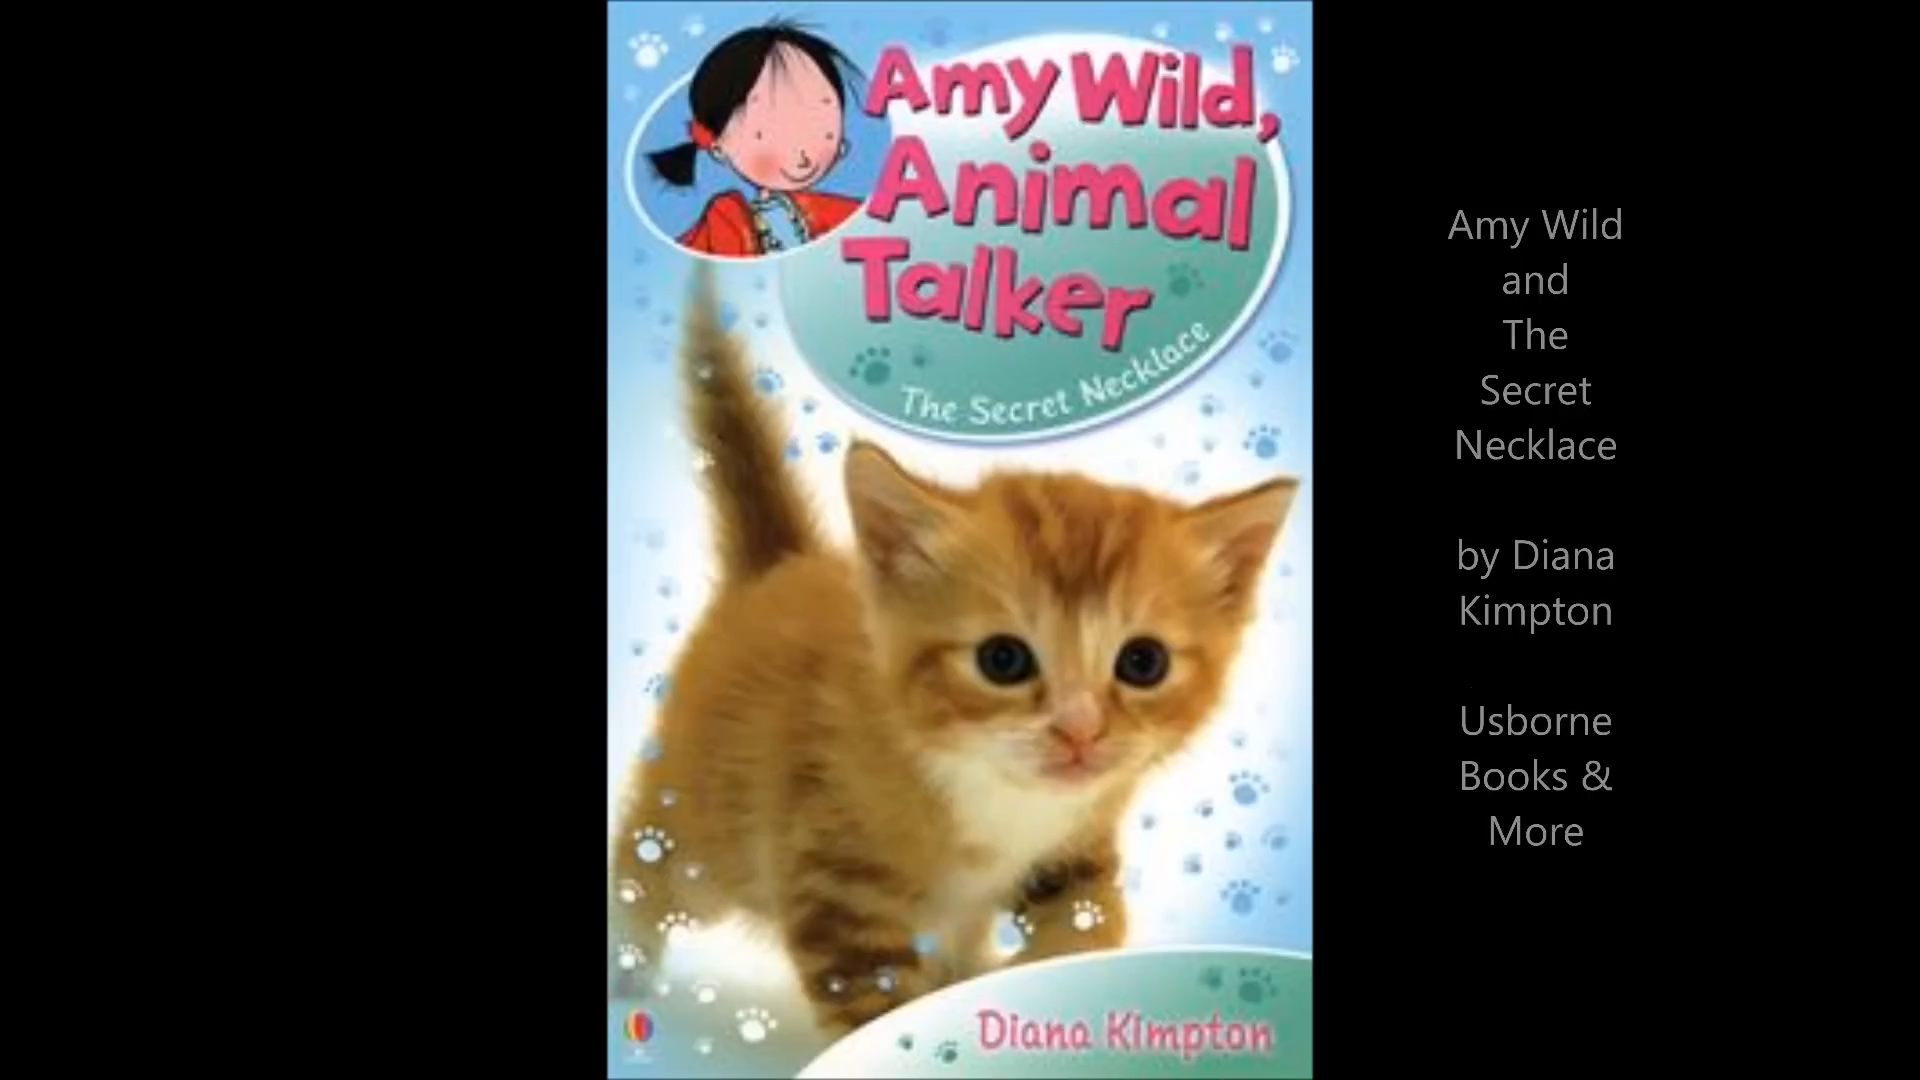 Amy Wild,
Animal
Talker
The Secret Necklace
Diana Kimpton
Amy Wild
and
The
Secret
Necklace
by Diana
Kimpton
Usborne
Books &
More